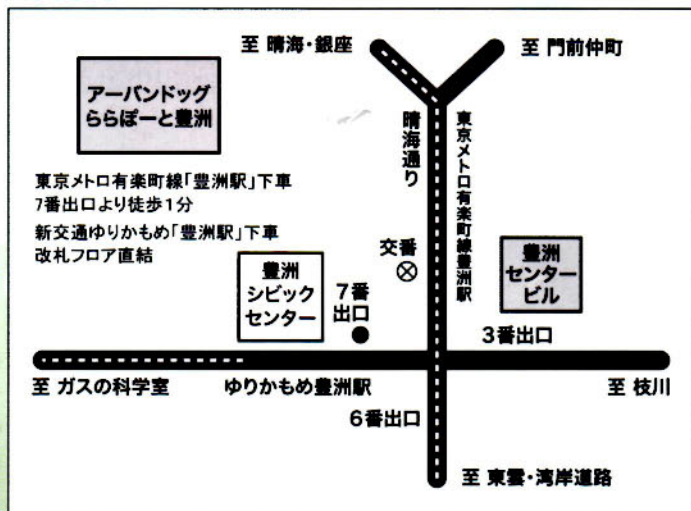 至 晴海・銀座
至 門前仲町
アーバンドッグ
ららぽーと豊洲
晴海通り
東京メトロ有楽町線豊洲駅
東京メトロ有楽町線「豊洲駅」下車
7番出口より徒歩1分
新交通ゆりかもめ「豊洲駅」下車
改札フロア直結
交番
豊洲
センター
ビル
豊洲
シビック
センター
7番
出口
3番出口
至 ガスの科学室
ゆりかもめ豊洲駅
至 枝川
6番出口
至 東雲・湾岸道路